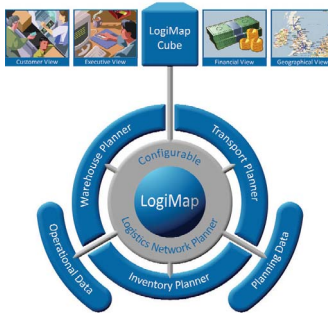 LogiMap
Cube
Customer View
Executive View
Financial View
Geographical View
Warehouse Planner
Transport Planner
Configurable
LogiMap
Logistics Network Planner
Operational Data
Inventory Planner
Planning Data